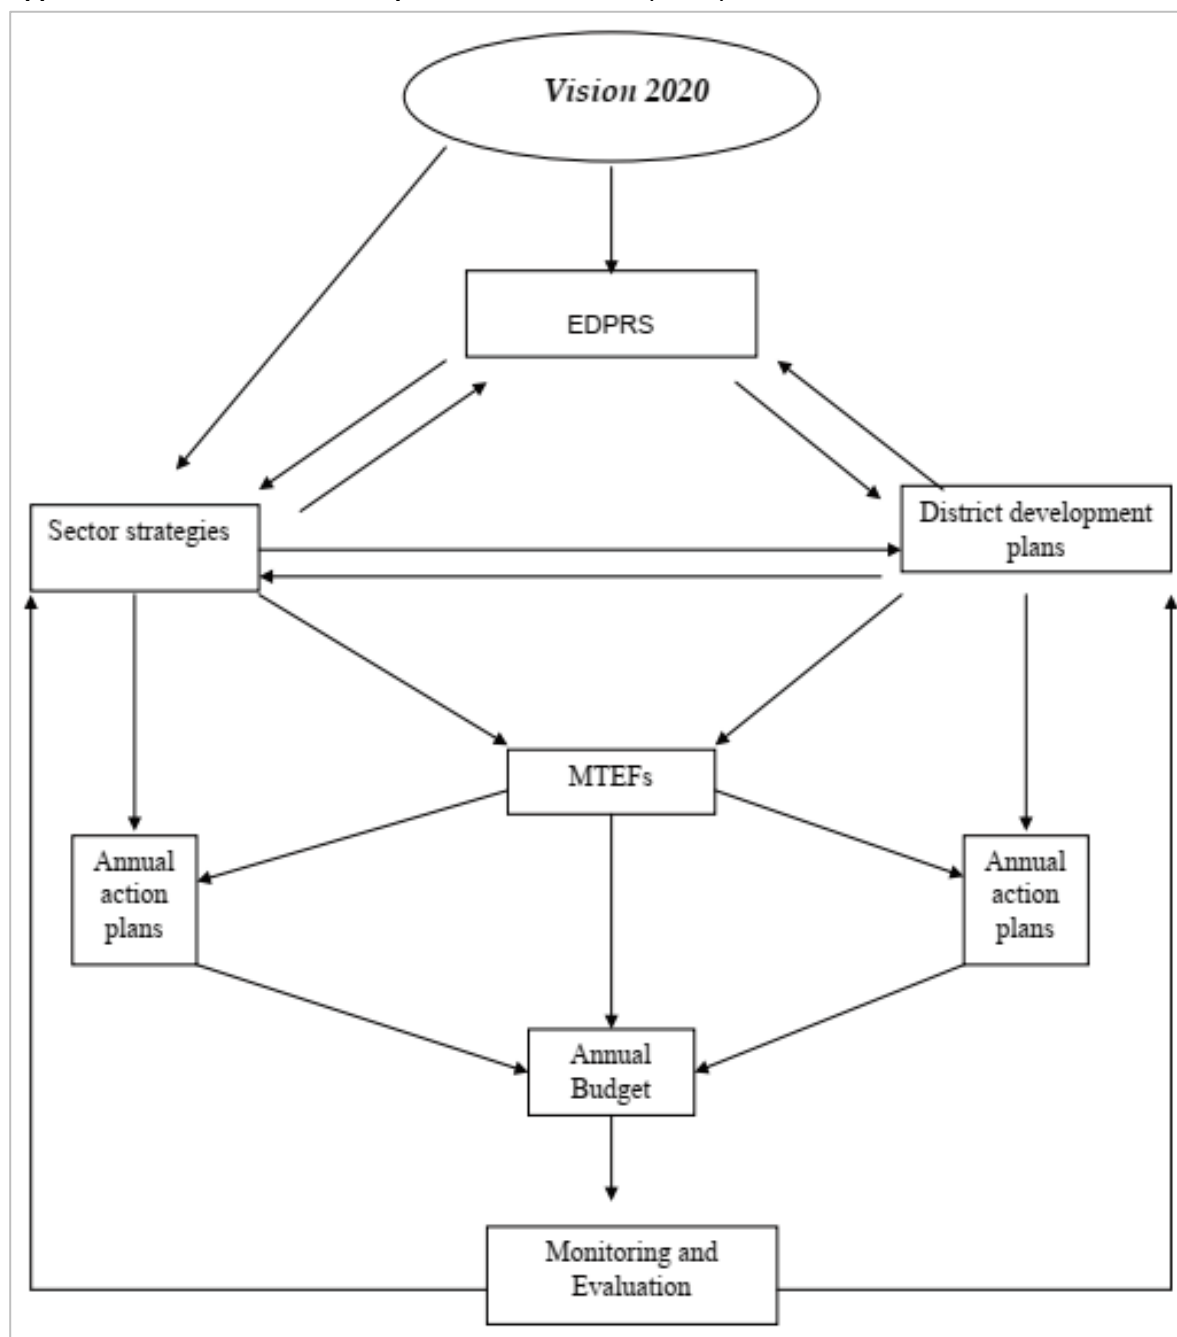 Vision 2020
EDPRS
Sector strategies
District development
plans
MTEFs
Annual
action
plans
Annual
action
plans
Annual
Budget
Monitoring and
Evaluation